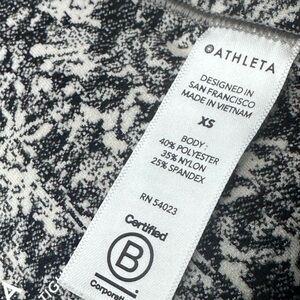 ATHLETA
DESIGNED IN
SAN FRANCISCO
MADE IN VIETNAM
XS
BODY:
40% POLYESTER
35% NYLON
25% SPANDEX
RN 54023
Certified
B
Corporation